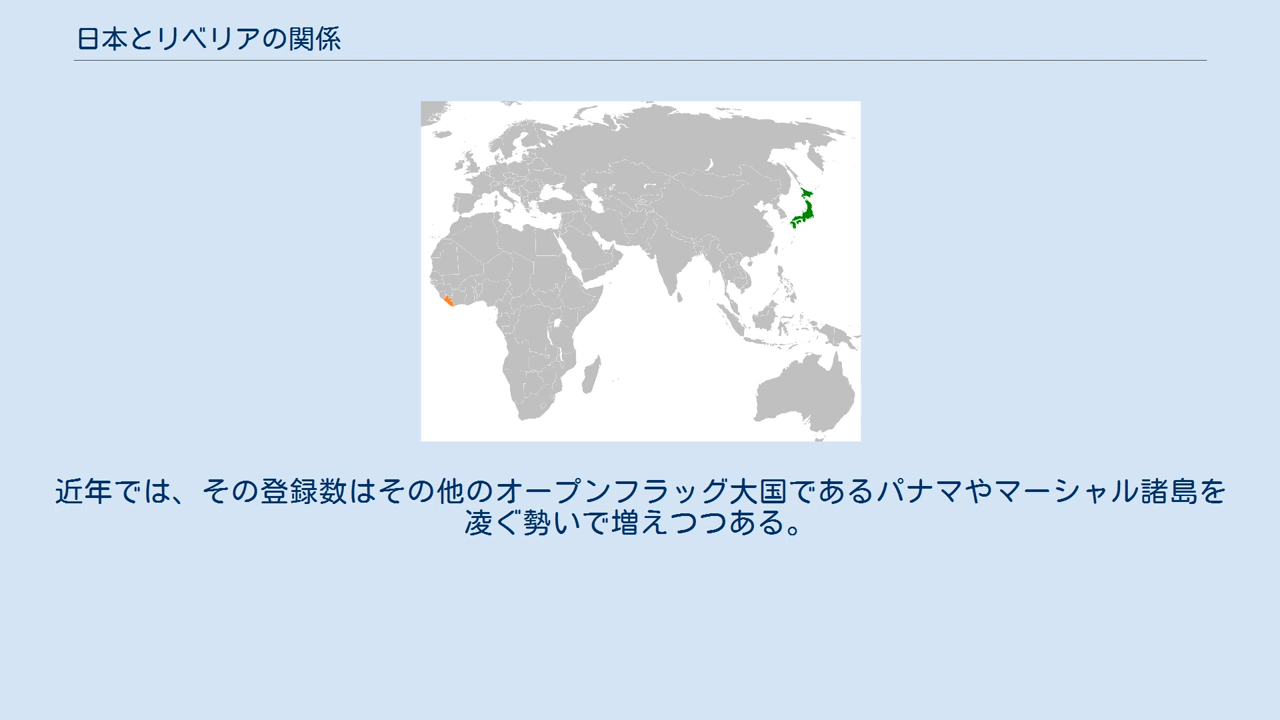 日本とリベリアの関係
近年では、その登録数はその他のオープンフラッグ大国であるパナマやマーシャル諸島を
凌ぐ勢いで増えつつある。